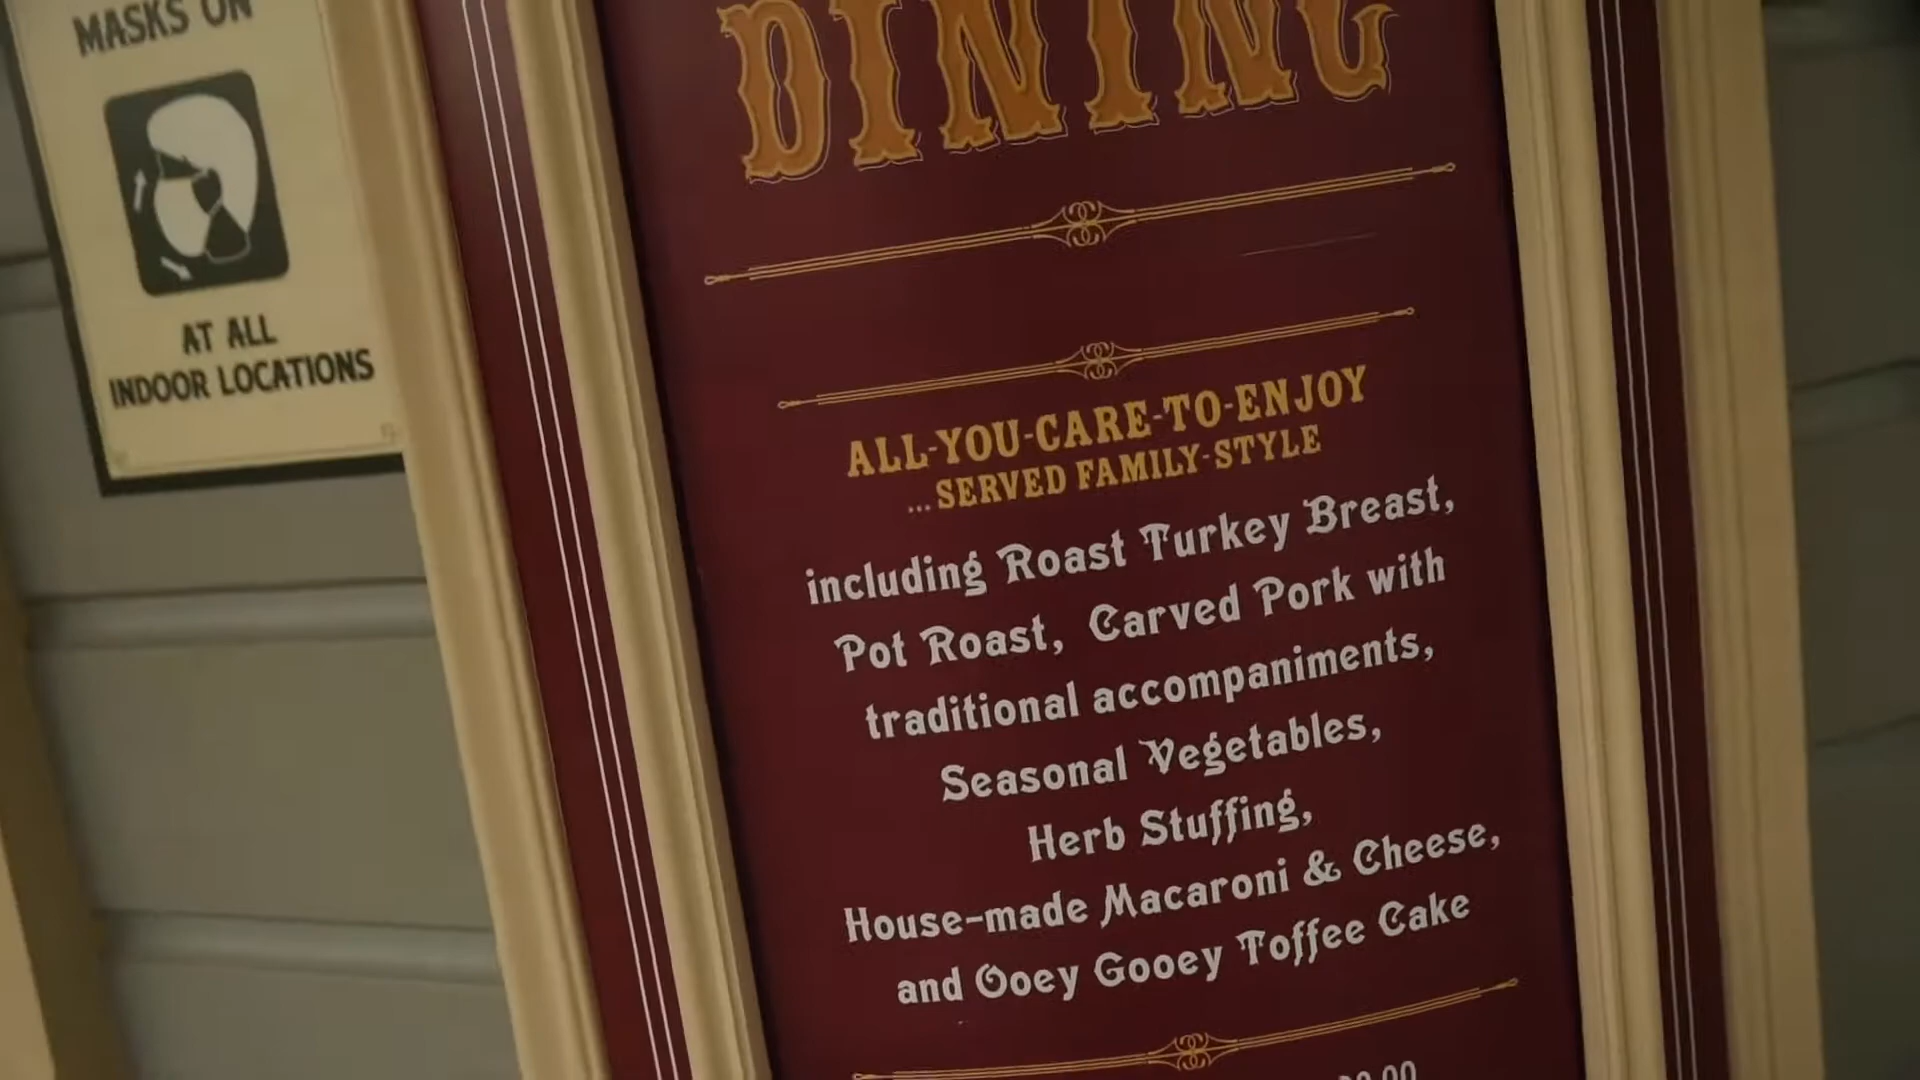 MASKS ON
AT ALL
INDOOR LOCATIONS
DINING
ALL-YOU-CARE-TO-ENJOY
...SERVED FAMILY-STYLE
including Roast Turkey Breast,
Pot Roast, Carved Pork with
traditional accompaniments,
Seasonal Vegetables,
Herb Stuffing,
House-made Macaroni & Cheese,
and Ooey Gooey Toffee Cake